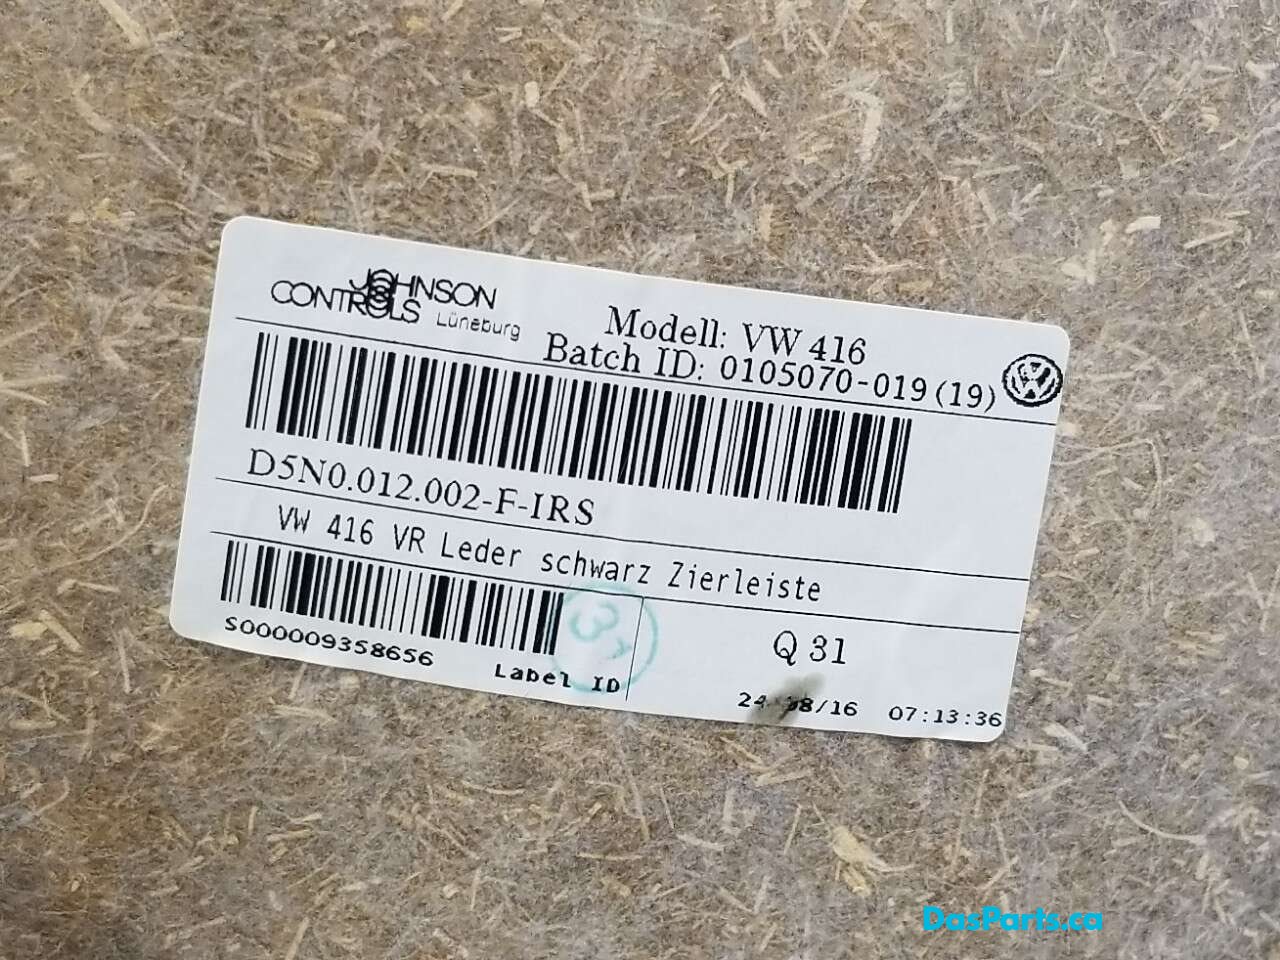 JOHNSON
CONTROLS Lüneburg
Modell: VW 416
Batch ID: 0105070-019 (19)
D5N0.012.002-F-IRS
VW 416 VR Leder schwarz Zierleiste
S000009358656
Label ID
31
Q 31
07:13:36
DasParts.ca